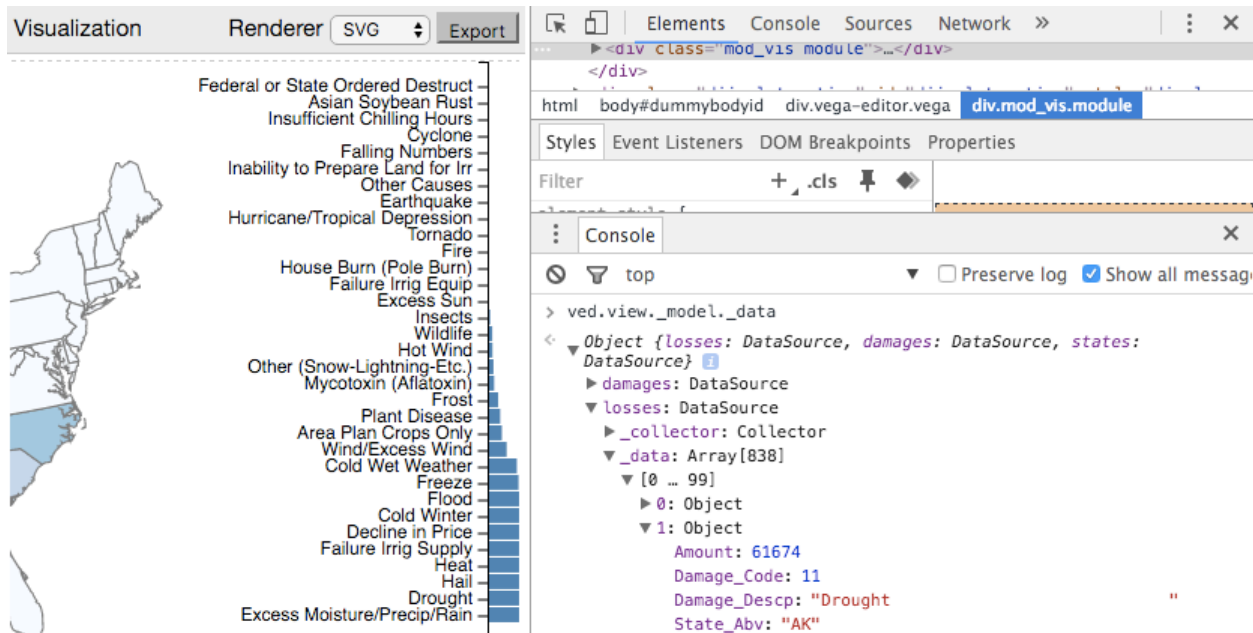 Visualization Renderer SVG Export
Federal or State Ordered Destruct
Asian Soybean Rust
Insufficient Chilling Hours
Cyclone
Falling Numbers
Inability to Prepare Land for Irr
Other Causes
Earthquake
Hurricane/Tropical Depression
Tornado
Fire
House Burn (Pole Burn)
Failure Irrig Equip
Excess Sun
Insects
Wildlife
Hot Wind
Other (Snow-Lightning-Etc.)
Mycotoxin (Aflatoxin)
Frost
Plant Disease
Area Plan Crops Only
Wind/Excess Wind
Cold Wet Weather
Freeze
Flood
Cold Winter
Decline in Price
Failure Irrig Supply
Heat
Hail
Drought
Excess Moisture/Precip/Rain
Elements Console Sources Network »
… ▶<div class="mod_vis module">…</div>
</div>
html body#dummybodyid div.vega-editor.vega div.mod_vis.module
Styles Event Listeners DOM Breakpoints Properties
Filter + .cls
element.style {
Console
top Preserve log Show all message
> ved.view._model._data
Object {losses: DataSource, damages: DataSource, states:
DataSource} i
▶ damages: DataSource
▼ losses: DataSource
▶ _collector: Collector
▼ _data: Array[838]
▼ [0 … 99]
▶ 0: Object
▼ 1: Object
Amount: 61674
Damage_Code: 11
Damage_Descp: "Drought "
State_Abv: "AK"